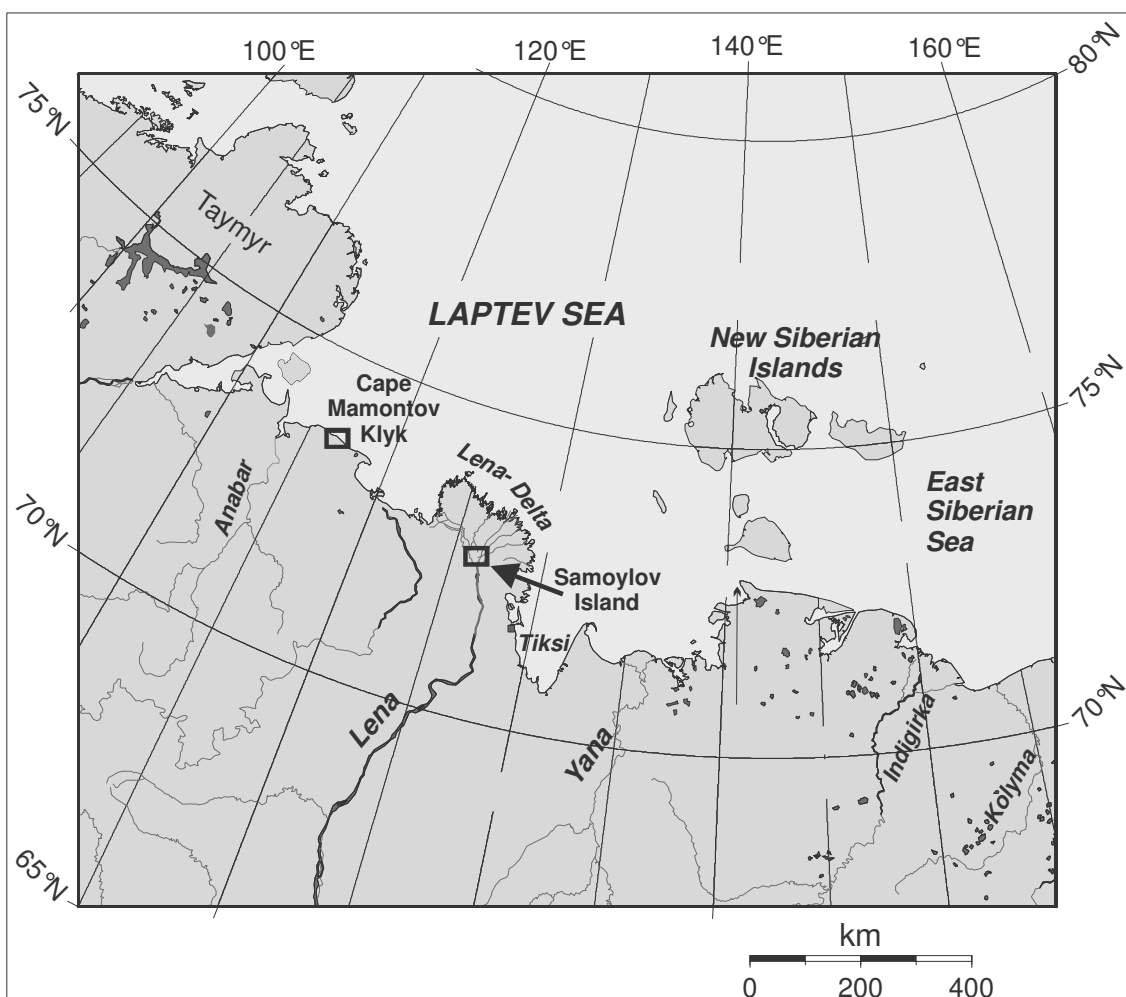 100°E
120°E
140°E
160°E
80°N
75°N
Taymyr
LAPTEV SEA
New Siberian
Islands
Cape
Mamontov
Klyk
75°N
Lena- Delta
Anabar
East
Siberian
Sea
70°N
Samoylov
Island
Tiksi
Lena
Yana
Indigirka
Kolyma
70°N
65°N
km
0
200
400